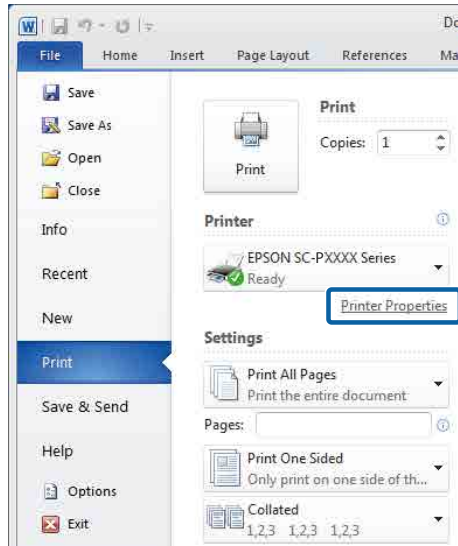 W
Do
File Home Insert Page Layout References Ma
Save
Save As
Open
Close
Info
Recent
New
Print
Save & Send
Help
Options
Exit
Print
Print
Copies: 1
Printer
EPSON SC-PXXXX Series
Ready
Printer Properties
Settings
Print All Pages
Print the entire document
Pages:
Print One Sided
Only print on one side of th...
Collated
1,2,3 1,2,3 1,2,3